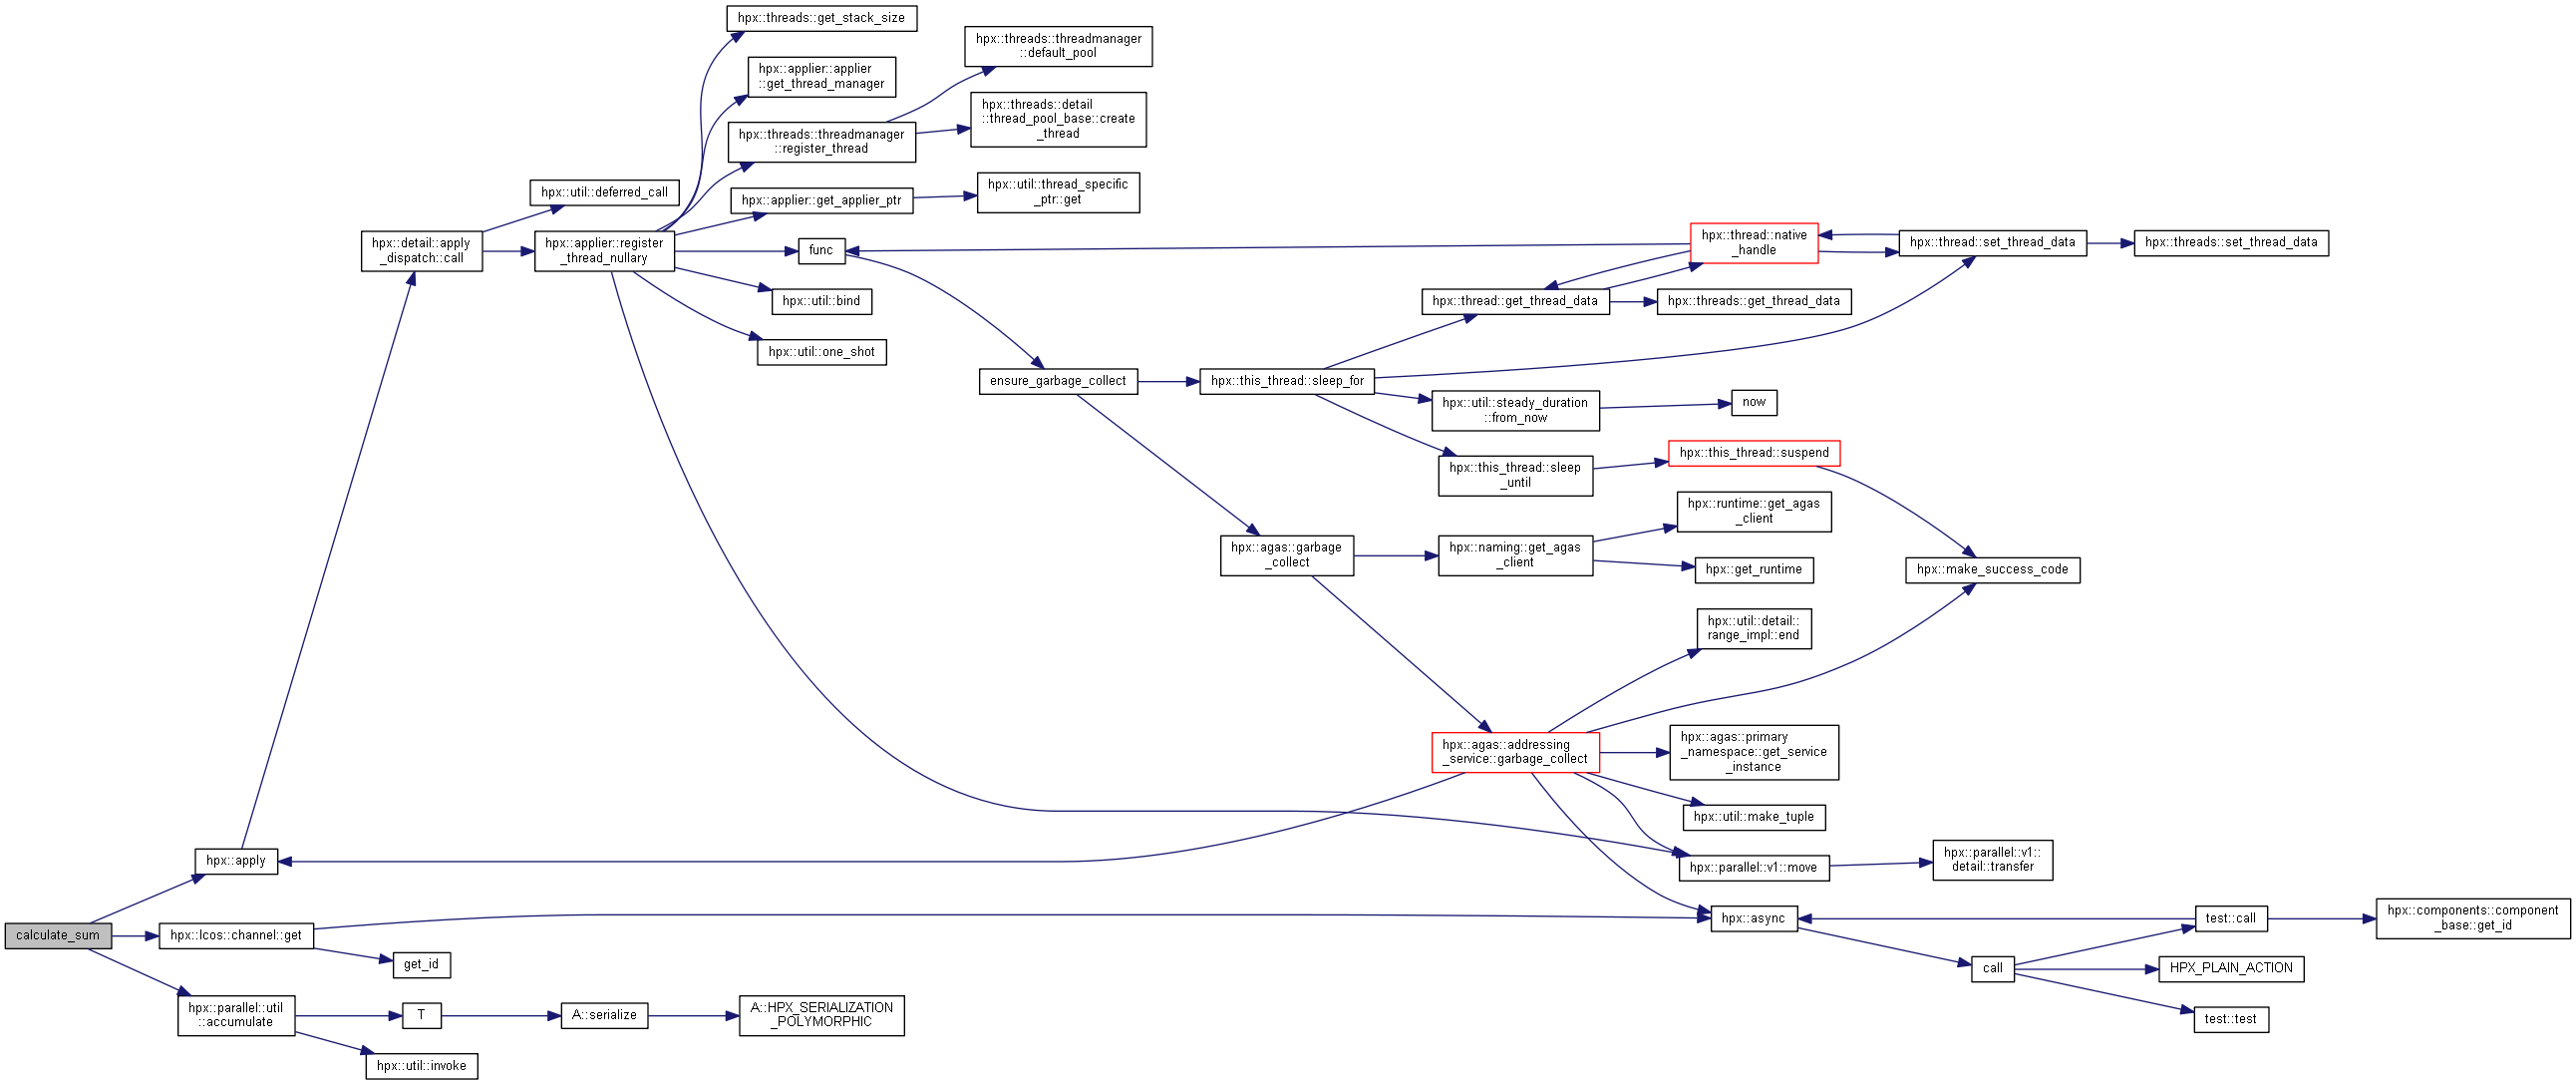 hpx::threads::get_stack_size
hpx::threads::threadmanager
::default_pool
hpx::applier::applier
::get_thread_manager
hpx::threads::detail
::thread_pool_base::create
_thread
hpx::threads::threadmanager
::register_thread
hpx::util::deferred_call
hpx::applier::get_applier_ptr
hpx::util::thread_specific
_ptr::get
hpx::detail::apply
_dispatch::call
hpx::applier::register
_thread_nullary
func
hpx::thread::native
_handle
hpx::thread::set_thread_data
hpx::threads::set_thread_data
hpx::util::bind
hpx::thread::get_thread_data
hpx::threads::get_thread_data
hpx::util::one_shot
ensure_garbage_collect
hpx::this_thread::sleep_for
hpx::util::steady_duration
::from_now
now
hpx::this_thread::sleep
_until
hpx::this_thread::suspend
hpx::runtime::get_agas
_client
hpx::agas::garbage
_collect
hpx::naming::get_agas
_client
hpx::get_runtime
hpx::make_success_code
hpx::util::detail::
range_impl::end
hpx::agas::addressing
_service::garbage_collect
hpx::agas::primary
_namespace::get_service
_instance
hpx::util::make_tuple
hpx::apply
hpx::parallel::v1::move
hpx::parallel::v1::
detail::transfer
calculate_sum
hpx::lcos::channel::get
get_id
hpx::async
test::call
hpx::components::component
_base::get_id
call
HPX_PLAIN_ACTION
test::test
hpx::parallel::util
::accumulate
T
A::serialize
A::HPX_SERIALIZATION
_POLYMORPHIC
hpx::util::invoke